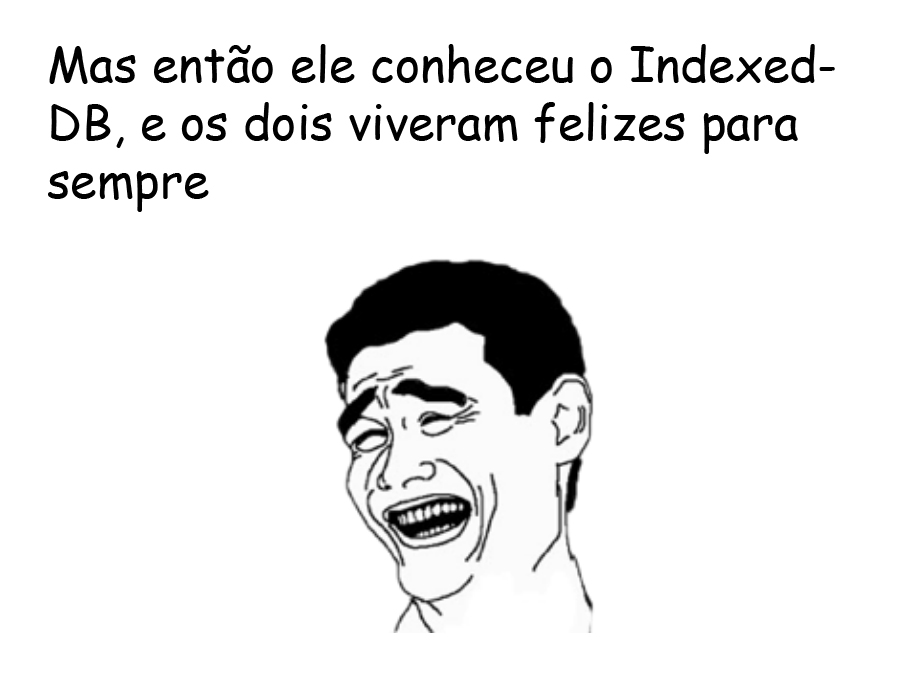 Mas então ele conheceu o Indexed-
DB, e os dois viveram felizes para
sempre